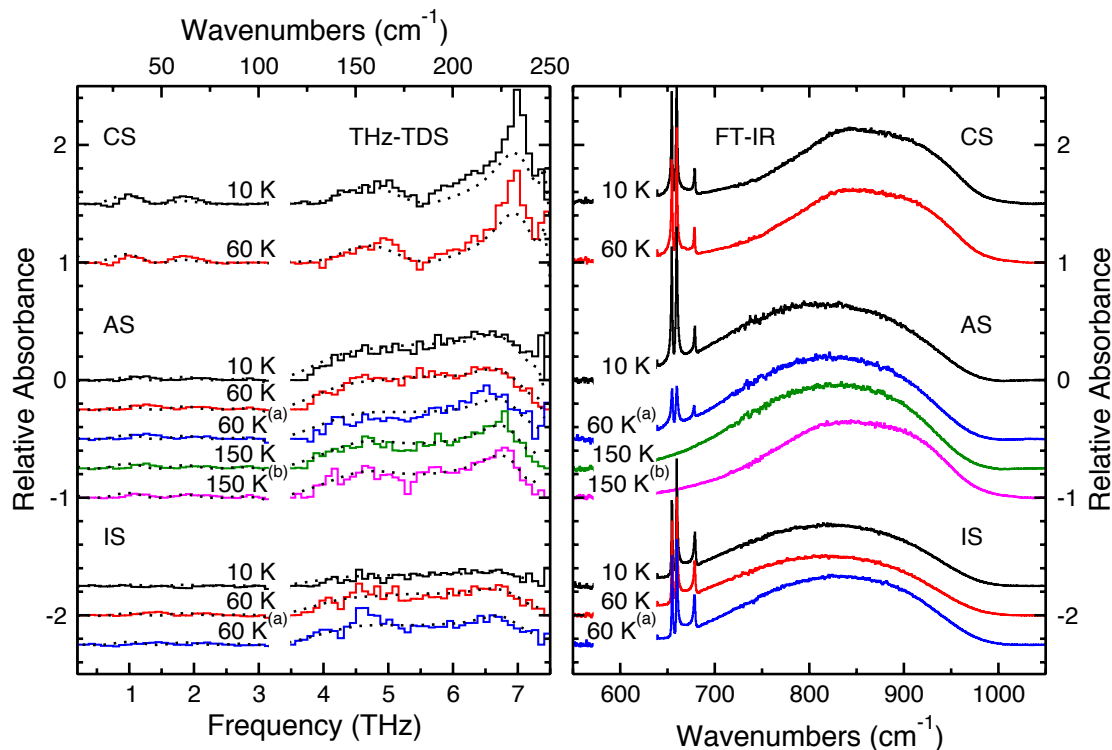 Wavenumbers (cm-1)
50 100 150 200 250
CS THz-TDS FT-IR CS
10 K 10 K
60 K 60 K
AS AS
10 K 10 K
60 K
60 K(a) 60 K(a)
150 K 150 K
150 K(b) 150 K(b)
IS IS
10 K 10 K
60 K 60 K
60 K(a) 60 K(a)
2 1 0 -1 -2
Relative Absorbance
2 1 0 -1 -2
Relative Absorbance
1 2 3 4 5 6 7
600 700 800 900 1000
Frequency (THz)
Wavenumbers (cm-1)